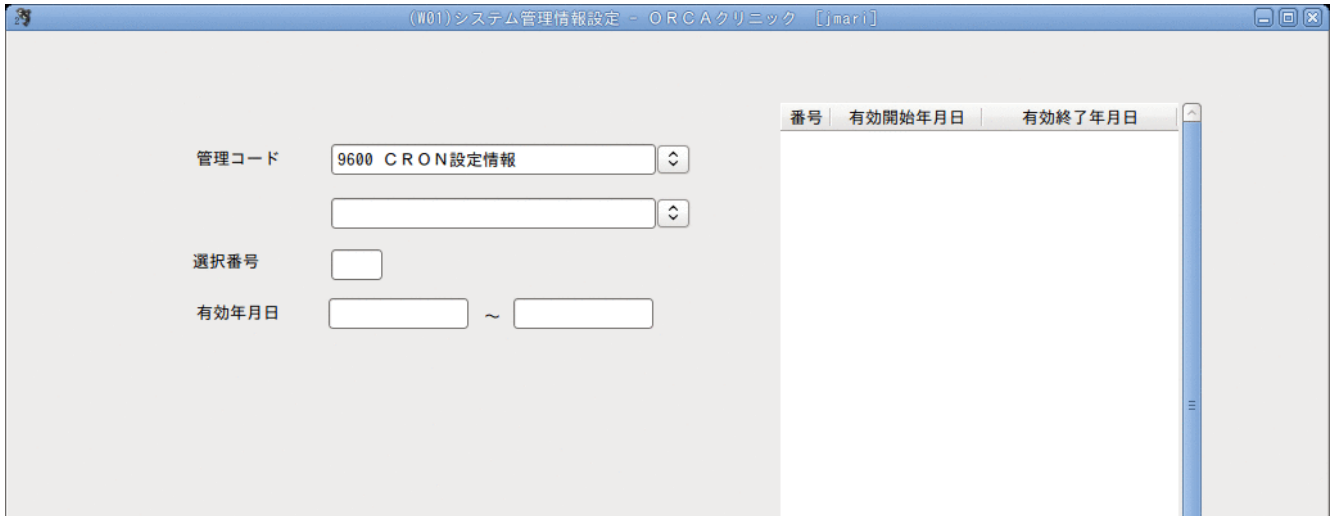 (W01)システム管理情報設定 - ＯＲＣＡクリニック [jmari]
番号 有効開始年月日 有効終了年月日
管理コード 9600 ＣＲＯＮ設定情報
選択番号
有効年月日 ～